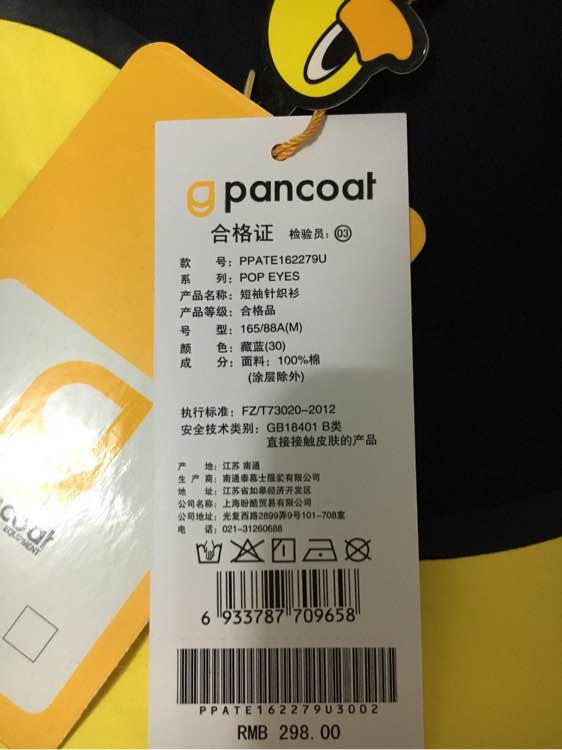 pancoat
合格证 检验员：03
款 号：PPATE162279U
系 列：POP EYES
产品名称：短袖针织衫
产品等级：合格品
号 型：165/88A(M)
颜 色：藏蓝(30)
成 分：面料：100%棉
(涂层除外)
执行标准：FZ/T73020-2012
安全技术类别：GB18401 B类
直接接触皮肤的产品
产 地：江苏 南通
生 产 商：南通泰慕士服装有限公司
地 址：江苏省如皋经济开发区
公司名称：上海盼酷贸易有限公司
公司地址：光复西路2899弄9号101-708室
电 话：021-31260688
6 933787 709658
PPATE162279U3002
RMB 298.00
ncoat
EQUIPMENT